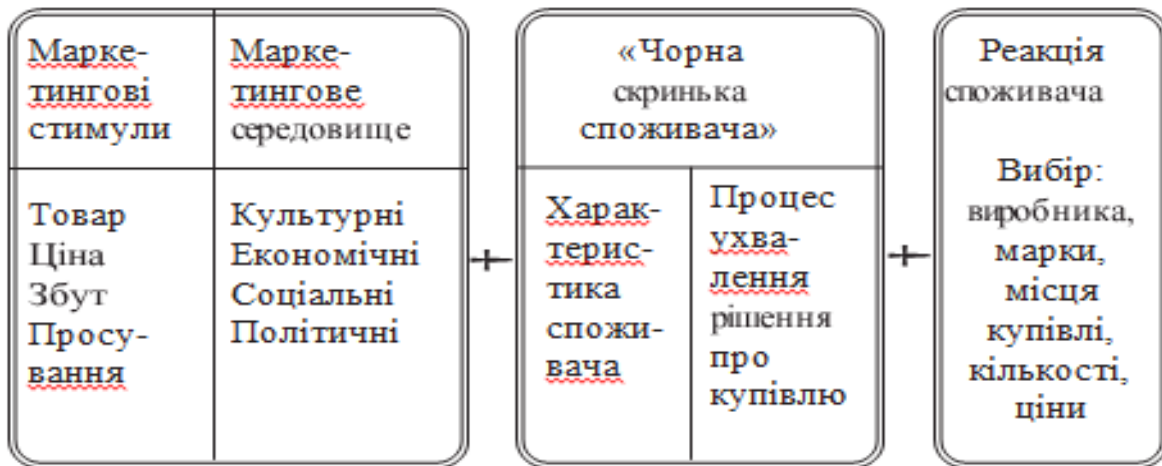 Марке-
тингові
стимули
Марке-
тингове
середовище
Товар
Ціна
Збут
Просу-
вання
Культурні
Економічні
Соціальні
Політичні
«Чорна
скринька
споживача»
Харак-
терис-
тика
спожи-
вача
Процес
ухва-
лення
рішення
про
купівлю
Реакція
споживача
Вибір:
виробника,
марки,
місця
купівлі,
кількості,
ціни